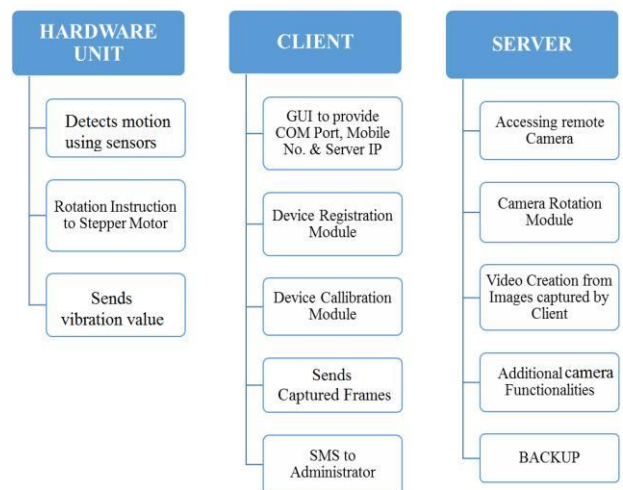 HARDWARE
UNIT
Detects motion
using sensors
Rotation Instruction
to Stepper Motor
Sends
vibration value
CLIENT
GUI to provide
COM Port, Mobile
No. & Server IP
Device Registration
Module
Device Callibration
Module
Sends
Captured Frames
SMS to
Administrator
SERVER
Accessing remote
Camera
Camera Rotation
Module
Video Creation from
Images captured by
Client
Additional camera
Functionalities
BACKUP